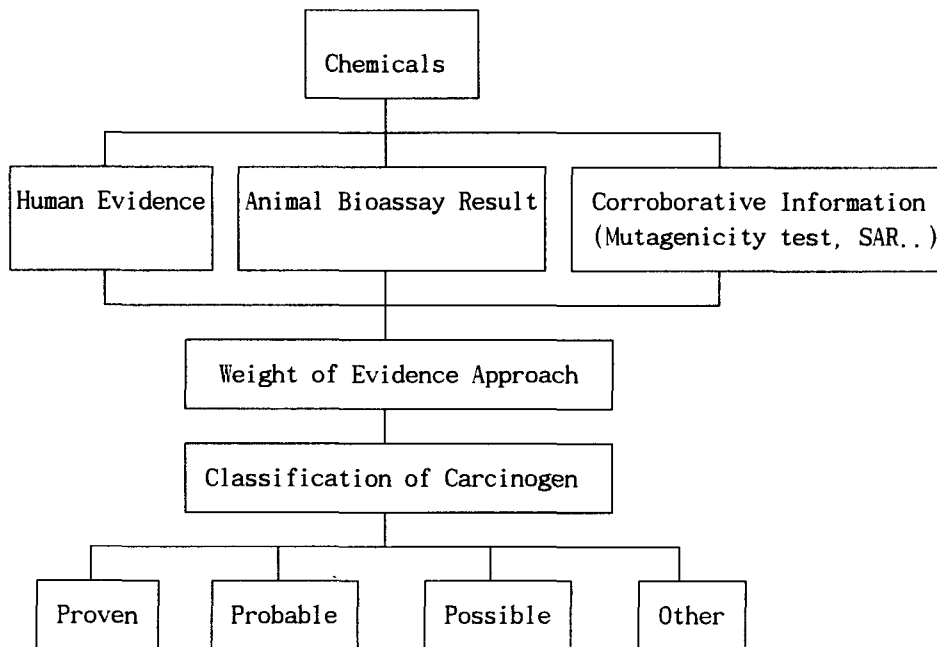 Chemicals
Human Evidence
Animal Bioassay Result
Corroborative Information
(Mutagenicity test, SAR..)
Weight of Evidence Approach
Classification of Carcinogen
Proven
Probable
Possible
Other